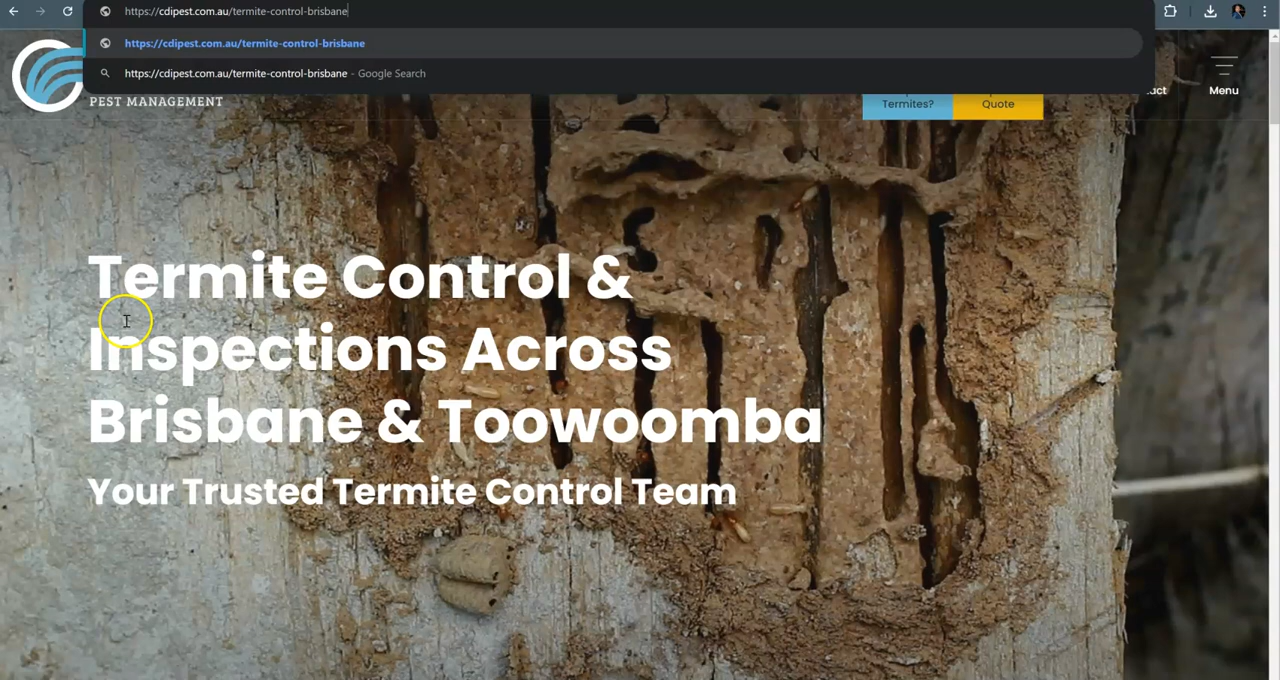 https://cdipest.com.au/termite-control-brisbane
https://cdipest.com.au/termite-control-brisbane
https://cdipest.com.au/termite-control-brisbane - Google Search
PEST MANAGEMENT
Termites?
Quote
Menu
Termite Control &
Inspections Across
Brisbane & Toowoomba
Your Trusted Termite Control Team